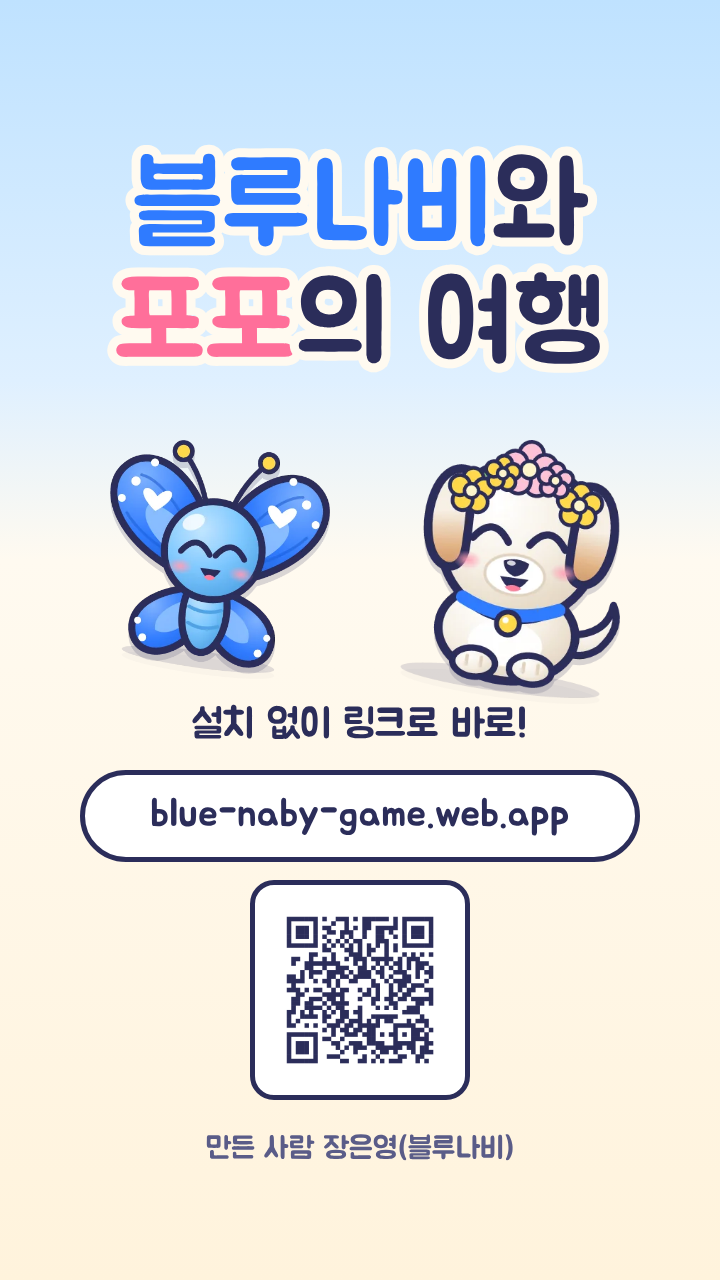 블루나비와
포포의 여행
설치 없이 링크로 바로!
blue-naby-game.web.app
만든 사람 장은영(블루나비)